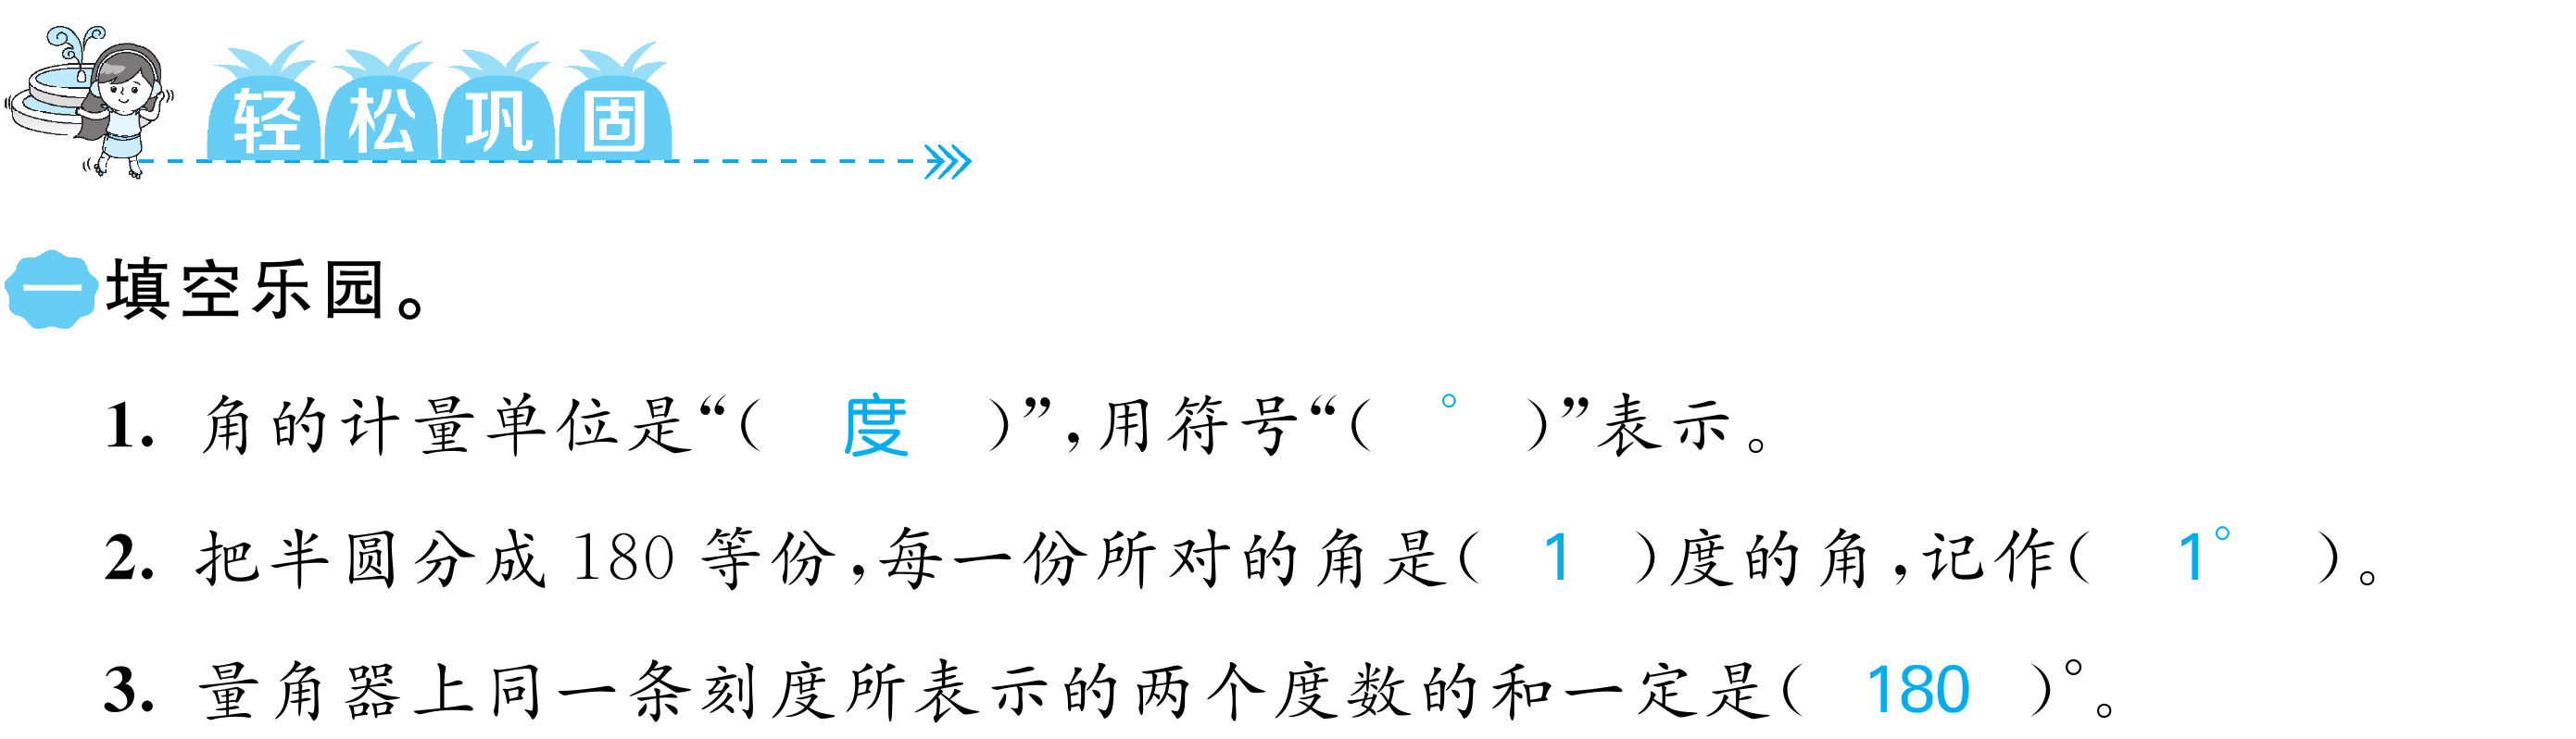 轻松巩固
一填空乐园。
1. 角的计量单位是“( 度 )”,用符号“( ° )”表示。
2. 把半圆分成 180 等份,每一份所对的角是( 1 )度的角,记作( 1° )。
3. 量角器上同一条刻度所表示的两个度数的和一定是( 180 )°。